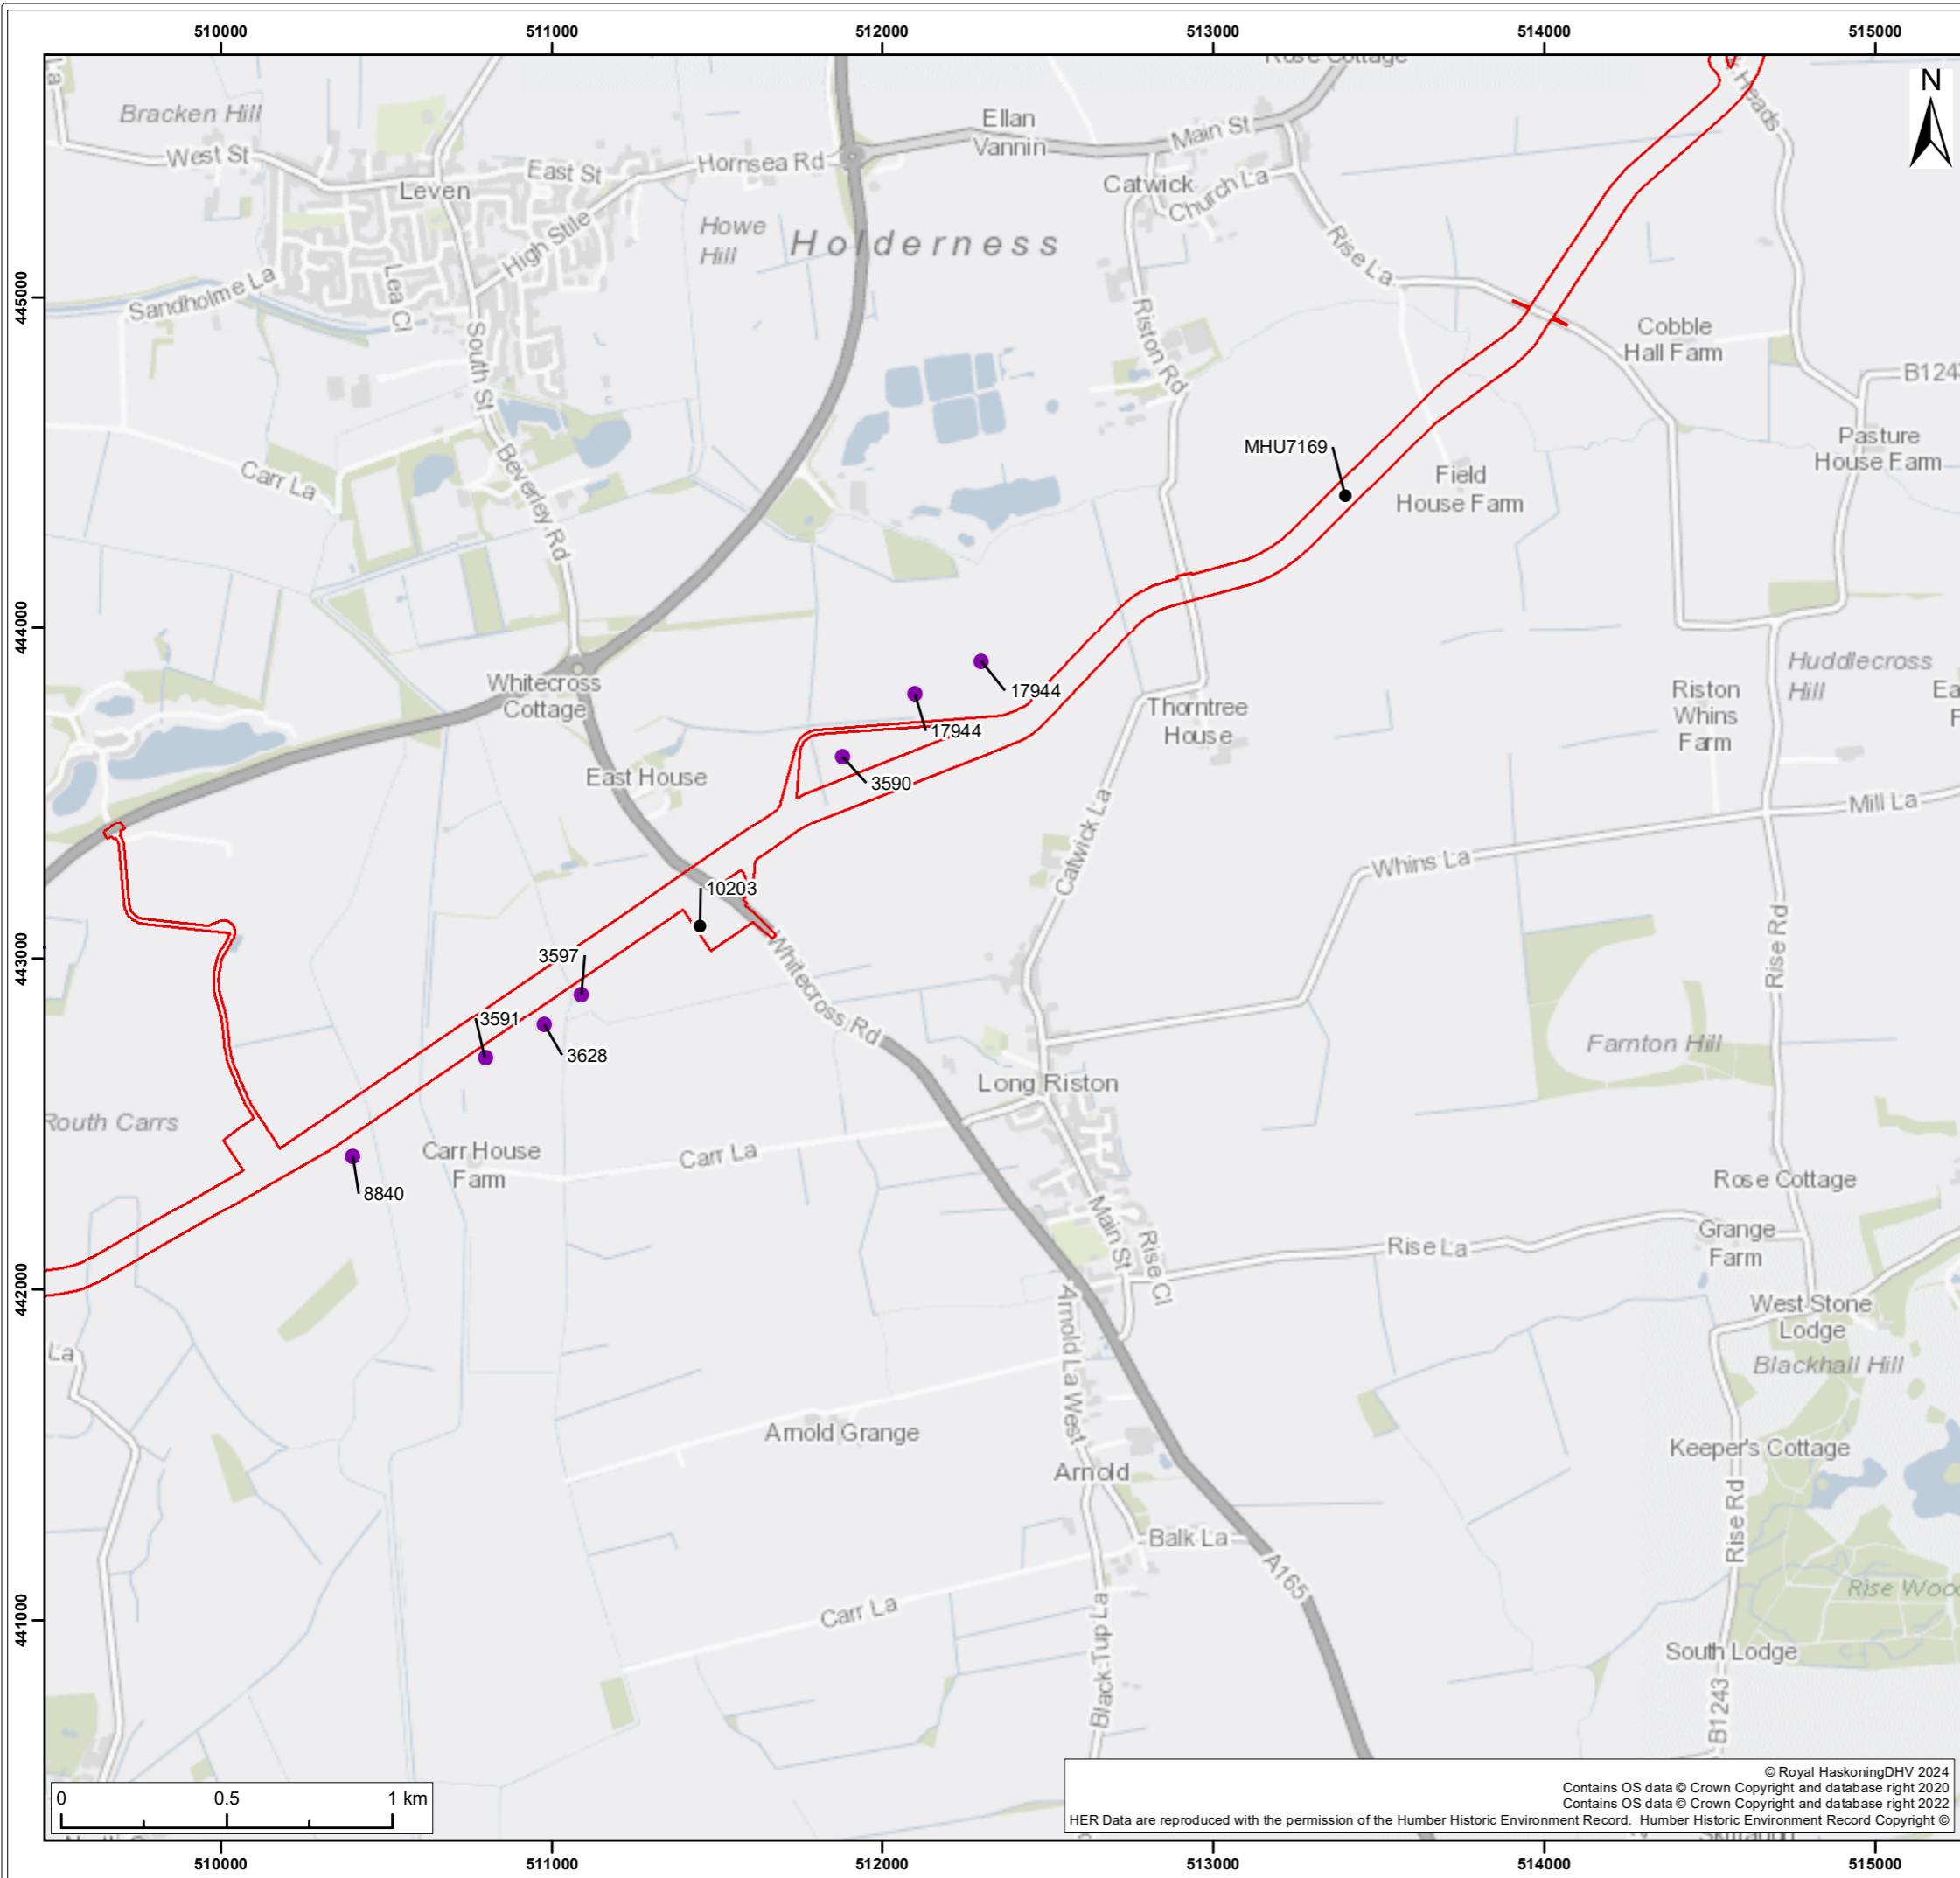 510000 511000 512000 513000 514000 515000
Rose Cottage
N
La
Bracken Hill
Heads
West St
Leven
East St
Hornsea Rd
Ellan
Vannin
Main St
Catwick
Church La
High Stile
Howe
Hill
Holderness
Rise La
Sandholme La
Lea Cl
445000
South St
Riston Rd
Cobble
Hall Farm
B124
Carr La
Beverley Rd
MHU7169
Field
House Farm
Pasture
House Farm
444000
Whitecross
Cottage
17944
17944
3590
Thorntree
House
Huddlecross
Hill
Riston
Whins
Farm
Ea
F
East House
Mill La
Whins La
Catwick La
10203
443000
3597
3591
3628
Whitecross Rd
Rise Rd
Farnton Hill
Long Riston
Routh Carrs
Carr House
Farm
Carr La
8840
Main St
Rise Cl
Rise La
Rose Cottage
Grange
Farm
442000
West Stone
Lodge
Blackhall Hill
La
Arnold La West
Arnold Grange
Arnold
Keeper's Cottage
Rise Rd
Balk La
A165
441000
Carr La
Black Tup La
Rise Woo
South Lodge
B1243
0 0.5 1 km
© Royal HaskoningDHV 2024
Contains OS data © Crown Copyright and database right 2020
Contains OS data © Crown Copyright and database right 2022
HER Data are reproduced with the permission of the Humber Historic Environment Record. Humber Historic Environment Record Copyright ©
510000 511000 512000 513000 514000 515000